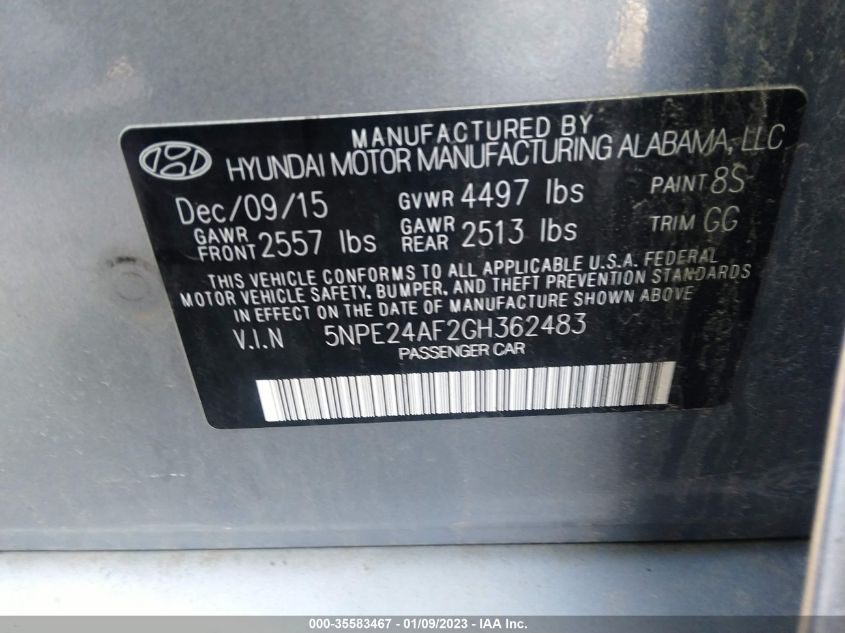 MANUFACTURED BY
HYUNDAI MOTOR MANUFACTURING ALABAMA, LLC
Dec/09/15 GVWR 4497 lbs PAINT 8S
GAWR FRONT 2557 lbs GAWR REAR 2513 lbs TRIM GG
THIS VEHICLE CONFORMS TO ALL APPLICABLE U.S.A. FEDERAL
MOTOR VEHICLE SAFETY, BUMPER, AND THEFT PREVENTION STANDARDS
IN EFFECT ON THE DATE OF MANUFACTURE SHOWN ABOVE
V.I.N 5NPE24AF2GH362483
PASSENGER CAR
000-35583467 - 01/09/2023 - IAA Inc.